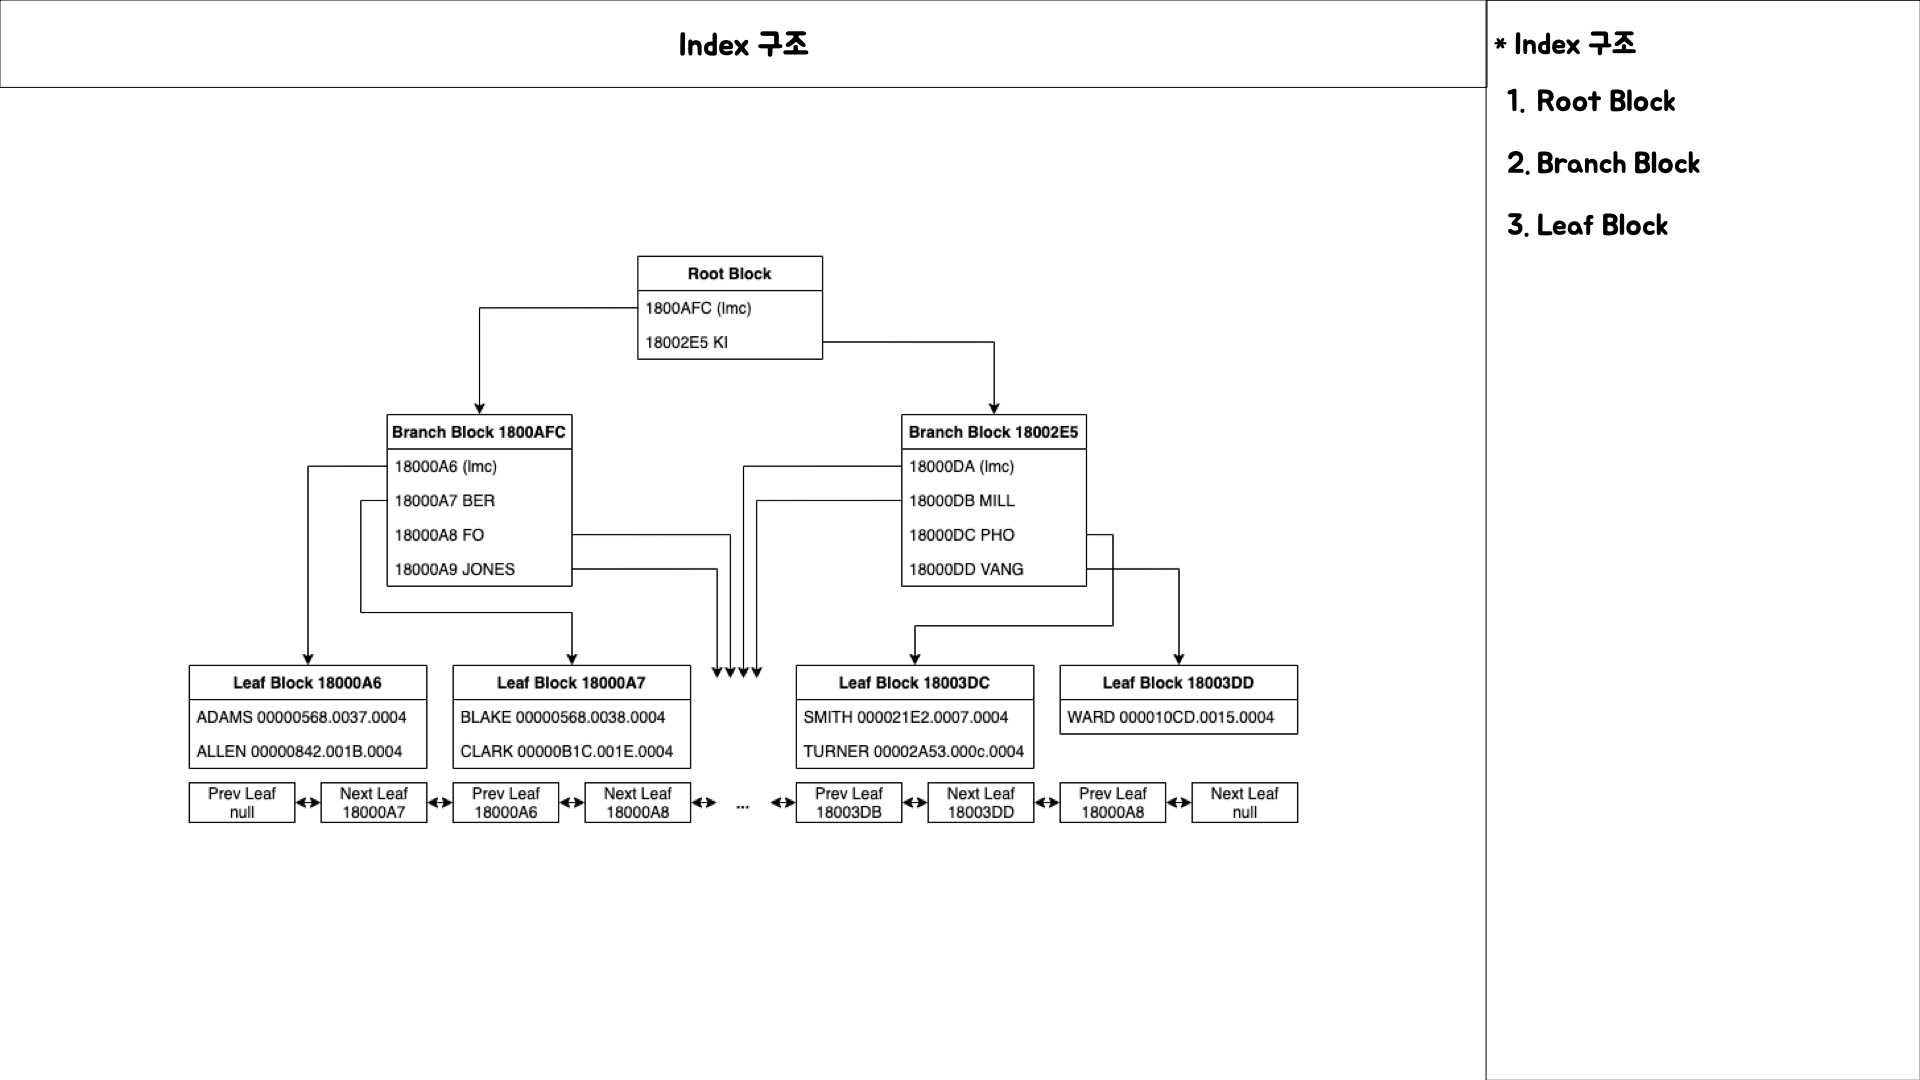 Index 구조
* Index 구조
1. Root Block
2. Branch Block
3. Leaf Block
Root Block
1800AFC (lmc)
18002E5 KI
Branch Block 1800AFC
18000A6 (lmc)
18000A7 BER
18000A8 FO
18000A9 JONES
Branch Block 18002E5
18000DA (lmc)
18000DB MILL
18000DC PHO
18000DD VANG
Leaf Block 18000A6
ADAMS 00000568.0037.0004
ALLEN 00000842.001B.0004
Leaf Block 18000A7
BLAKE 00000568.0038.0004
CLARK 00000B1C.001E.0004
Leaf Block 18003DC
SMITH 000021E2.0007.0004
TURNER 00002A53.000c.0004
Leaf Block 18003DD
WARD 000010CD.0015.0004
Prev Leaf
null
Next Leaf
18000A7
Prev Leaf
18000A6
Next Leaf
18000A8
...
Prev Leaf
18003DB
Next Leaf
18003DD
Prev Leaf
18000A8
Next Leaf
null